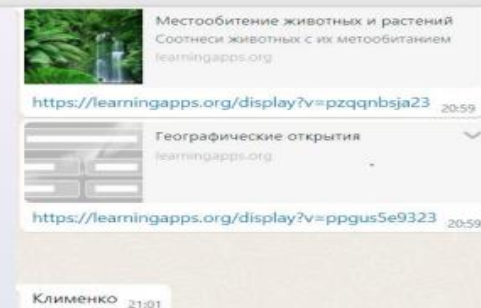 Местообитение животных и растений
Соотнеси животных с их метообитанием
learningapps.org
https://learningapps.org/display?v=pzqqnbsja23 20:59
Географические открытия
learningapps.org
https://learningapps.org/display?v=ppgus5e9323 20:59
Клименко 21:01